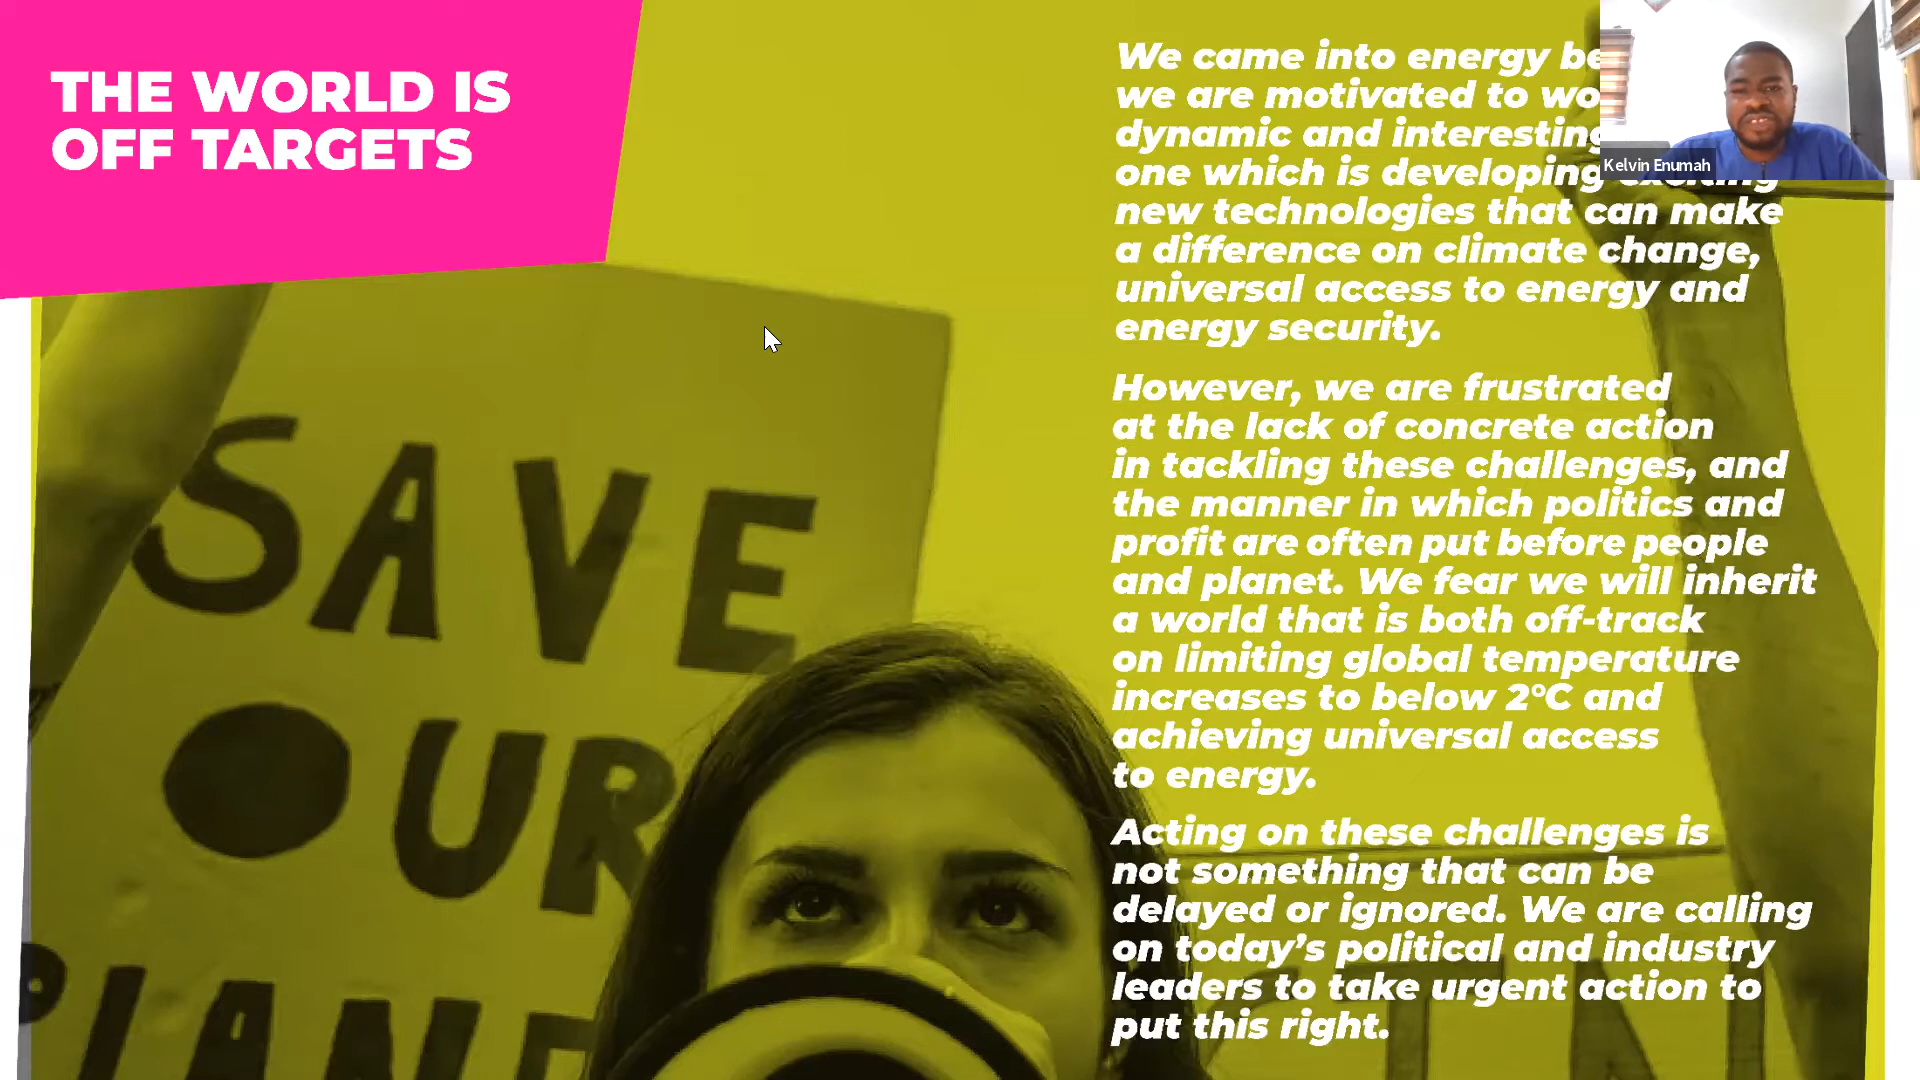 THE WORLD IS
OFF TARGETS
We came into energy
we are motivated to
dynamic and interesting
one which is developing exciting
new technologies that can make
a difference on climate change,
universal access to energy and
energy security.
However, we are frustrated
at the lack of concrete action
in tackling these challenges, and
the manner in which politics and
profit are often put before people
and planet. We fear we will inherit
a world that is both off-track
on limiting global temperature
increases to below 2°C and
achieving universal access
to energy.
Acting on these challenges is
not something that can be
delayed or ignored. We are calling
on today’s political and industry
leaders to take urgent action to
put this right.
Kelvin Enumah
SAVE
OUR
PLANE